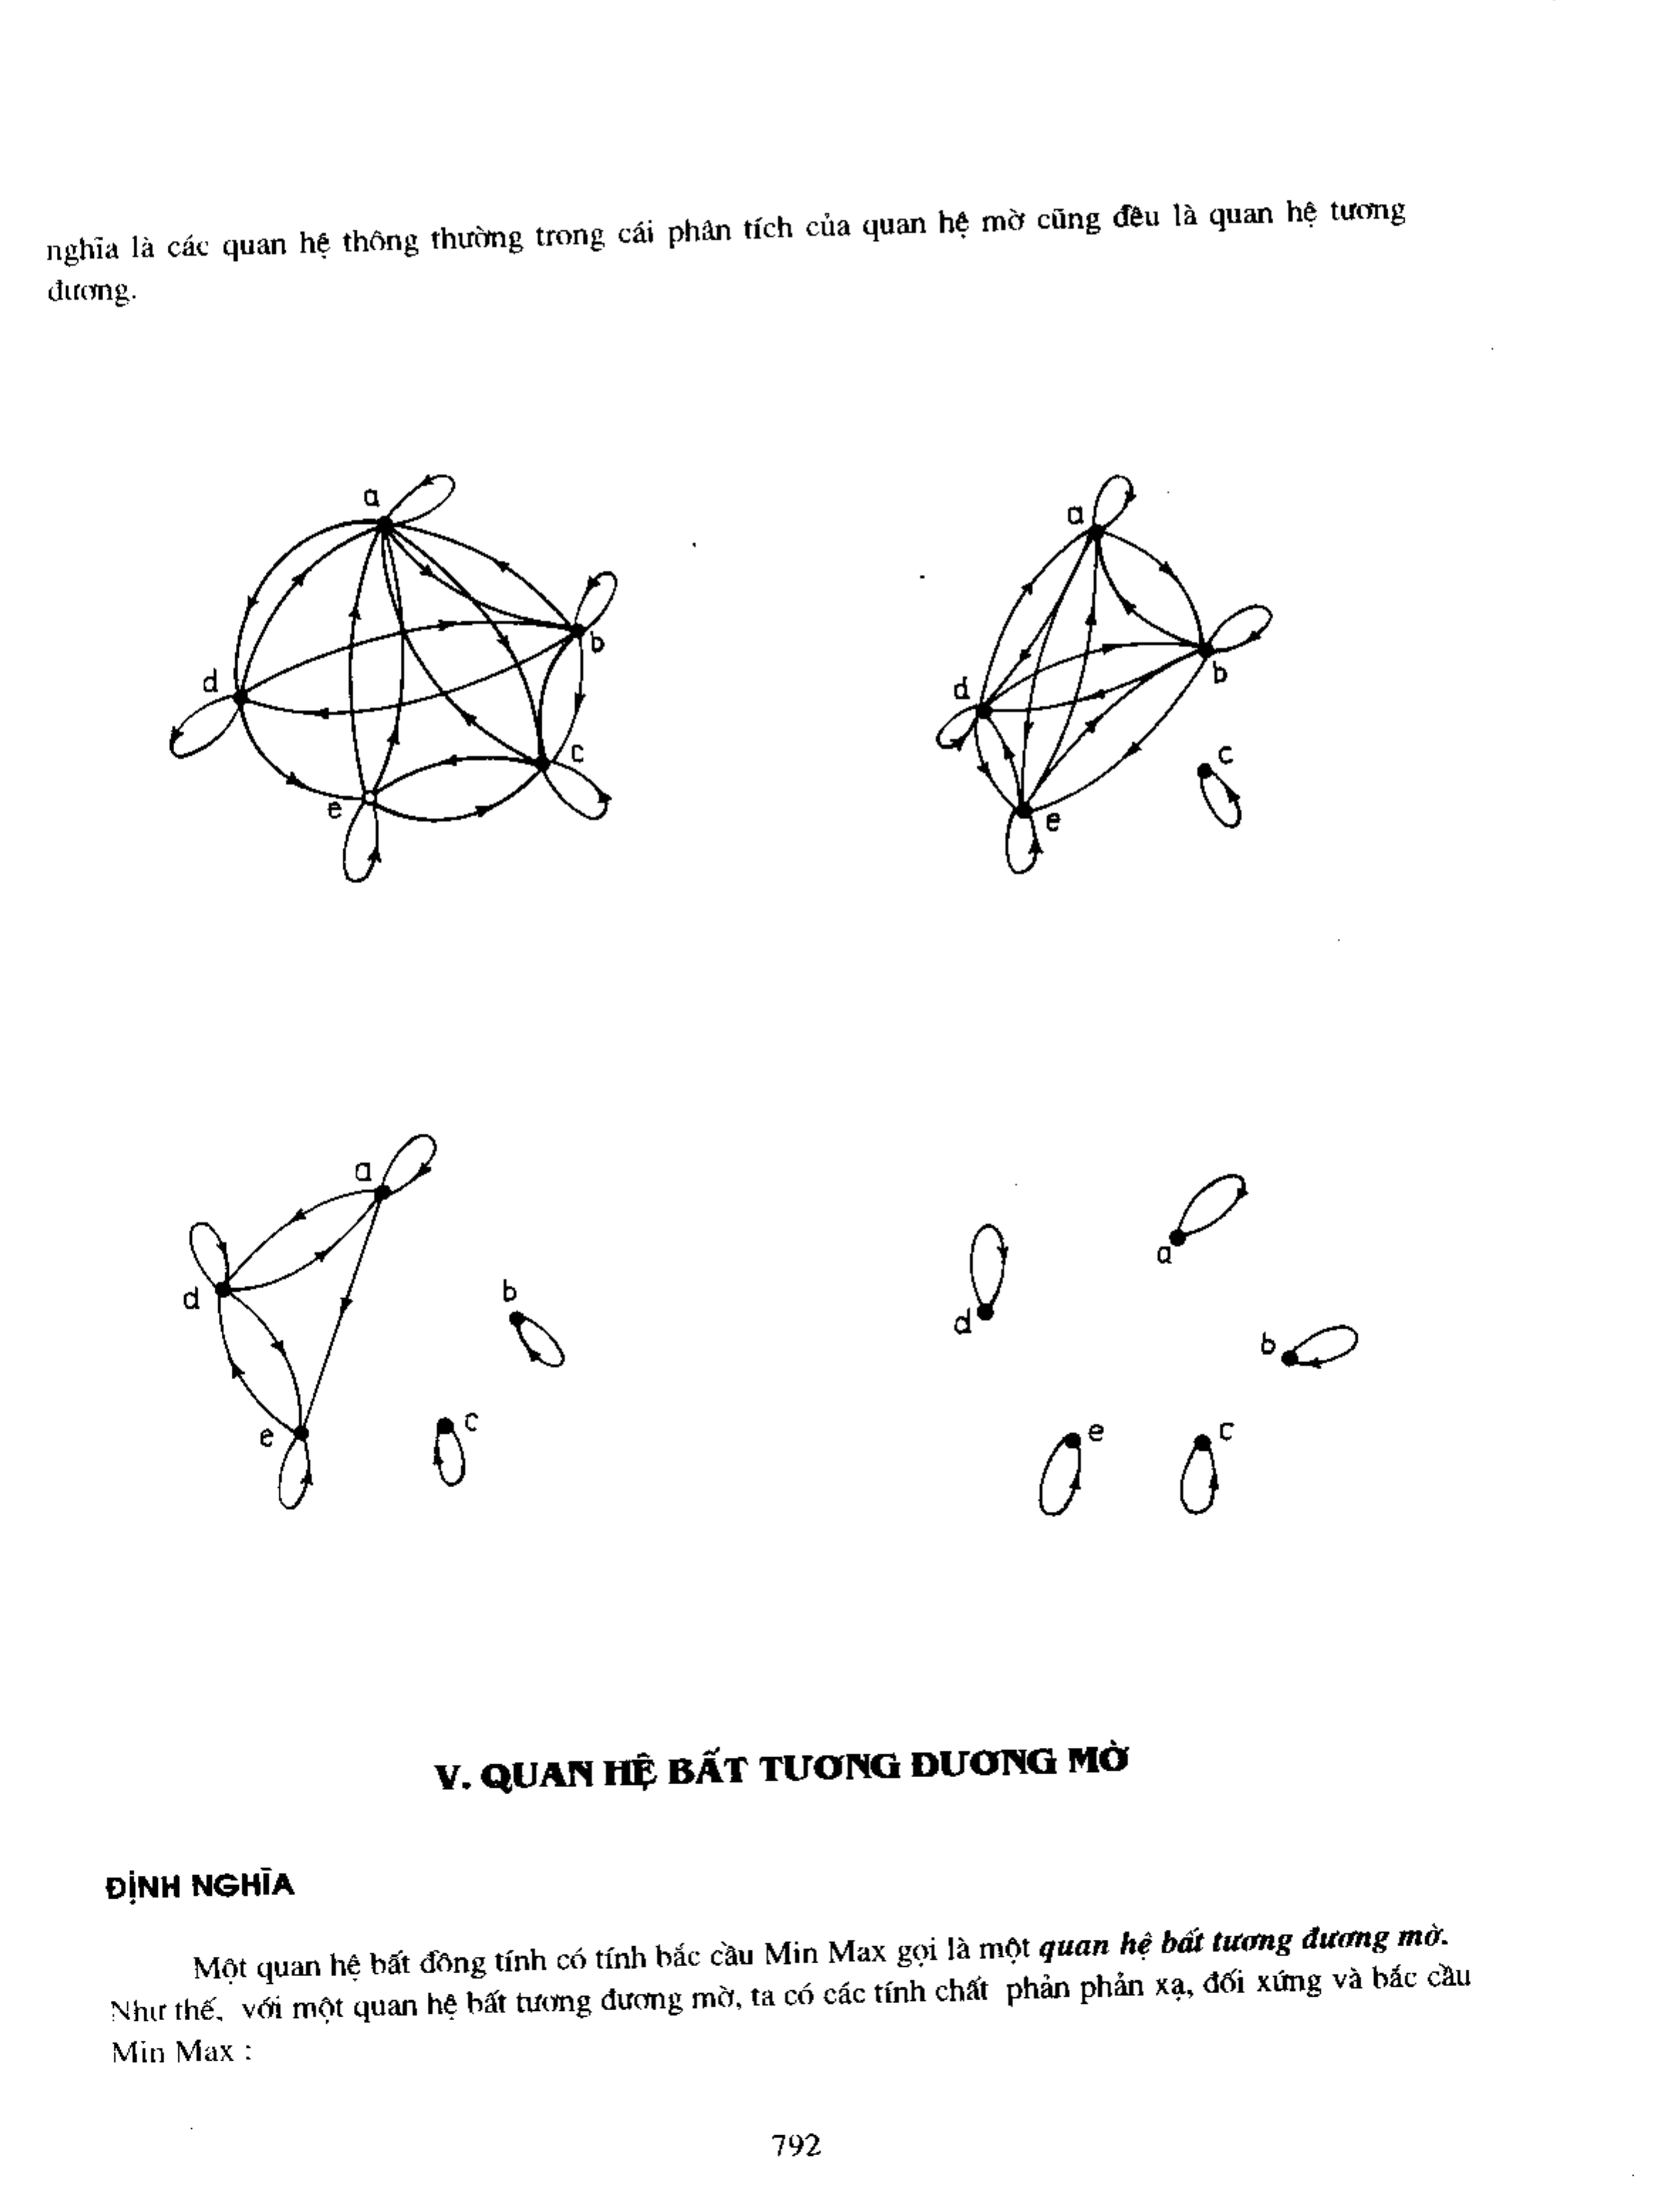 nghĩa là các quan hệ thông thường trong cái phân tích của quan hệ mờ cũng đều là quan hệ tương
đương.
a
b
c
d
e
a
b
c
d
e
a
b
c
d
e
a
b
c
d
e
V. QUAN HỆ BẤT TƯƠNG ĐƯƠNG MỜ
ĐỊNH NGHĨA
Một quan hệ bất đồng tính có tính bắc cầu Min Max gọi là một quan hệ bất tương đương mờ.
Như thế, với một quan hệ bất tương đương mờ, ta có các tính chất phản phản xạ, đối xứng và bắc cầu
Min Max :
792